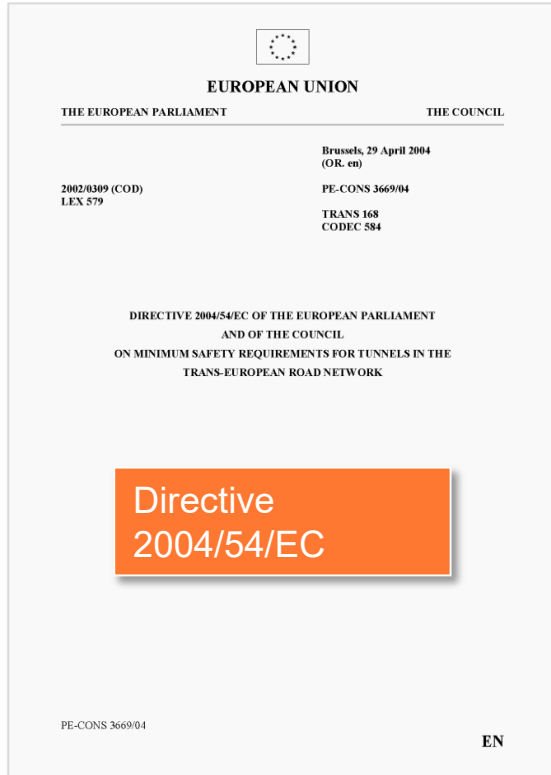 EUROPEAN UNION
THE EUROPEAN PARLIAMENT THE COUNCIL
Brussels, 29 April 2004
(OR. en)
2002/0309 (COD) PE-CONS 3669/04
LEX 579
TRANS 168
CODEC 584
DIRECTIVE 2004/54/EC OF THE EUROPEAN PARLIAMENT
AND OF THE COUNCIL
ON MINIMUM SAFETY REQUIREMENTS FOR TUNNELS IN THE
TRANS-EUROPEAN ROAD NETWORK
Directive
2004/54/EC
PE-CONS 3669/04
EN